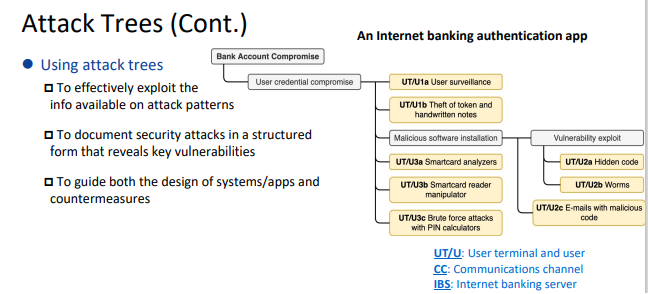 Attack Trees (Cont.)
An Internet banking authentication app
Using attack trees
To effectively exploit the
info available on attack patterns
To document security attacks in a structured
form that reveals key vulnerabilities
To guide both the design of systems/apps and
countermeasures
Bank Account Compromise
User credential compromise
UT/U1a User surveillance
UT/U1b Theft of token and
handwritten notes
Malicious software installation
Vulnerability exploit
UT/U3a Smartcard analyzers
UT/U2a Hidden code
UT/U3b Smartcard reader
manipulator
UT/U2b Worms
UT/U3c Brute force attacks
with PIN calculators
UT/U2c E-mails with malicious
code
UT/U: User terminal and user
CC: Communications channel
IBS: Internet banking server